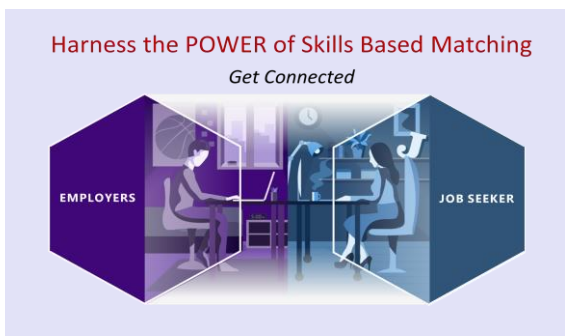 Harness the POWER of Skills Based Matching
Get Connected
EMPLOYERS
JOB SEEKER
J